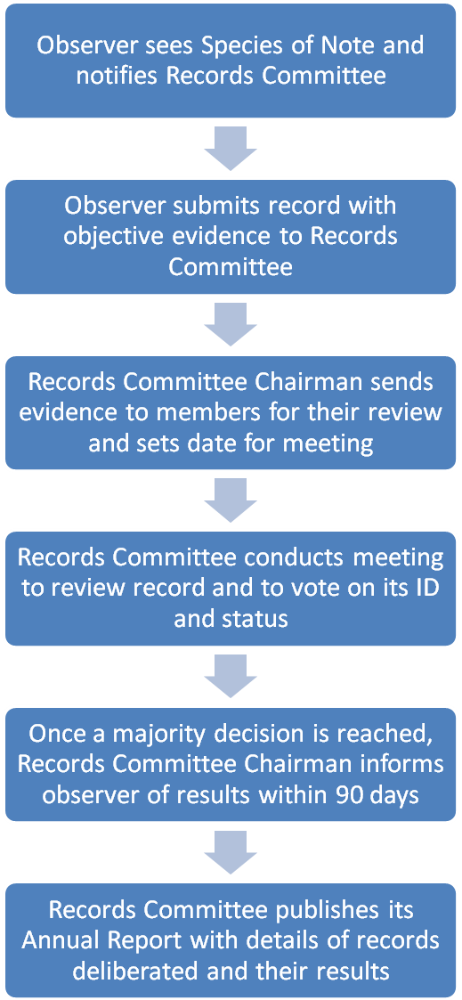 Observer sees Species of Note and
notifies Records Committee
Observer submits record with
objective evidence to Records
Committee
Records Committee Chairman sends
evidence to members for their review
and sets date for meeting
Records Committee conducts meeting
to review record and to vote on its ID
and status
Once a majority decision is reached,
Records Committee Chairman informs
observer of results within 90 days
Records Committee publishes its
Annual Report with details of records
deliberated and their results